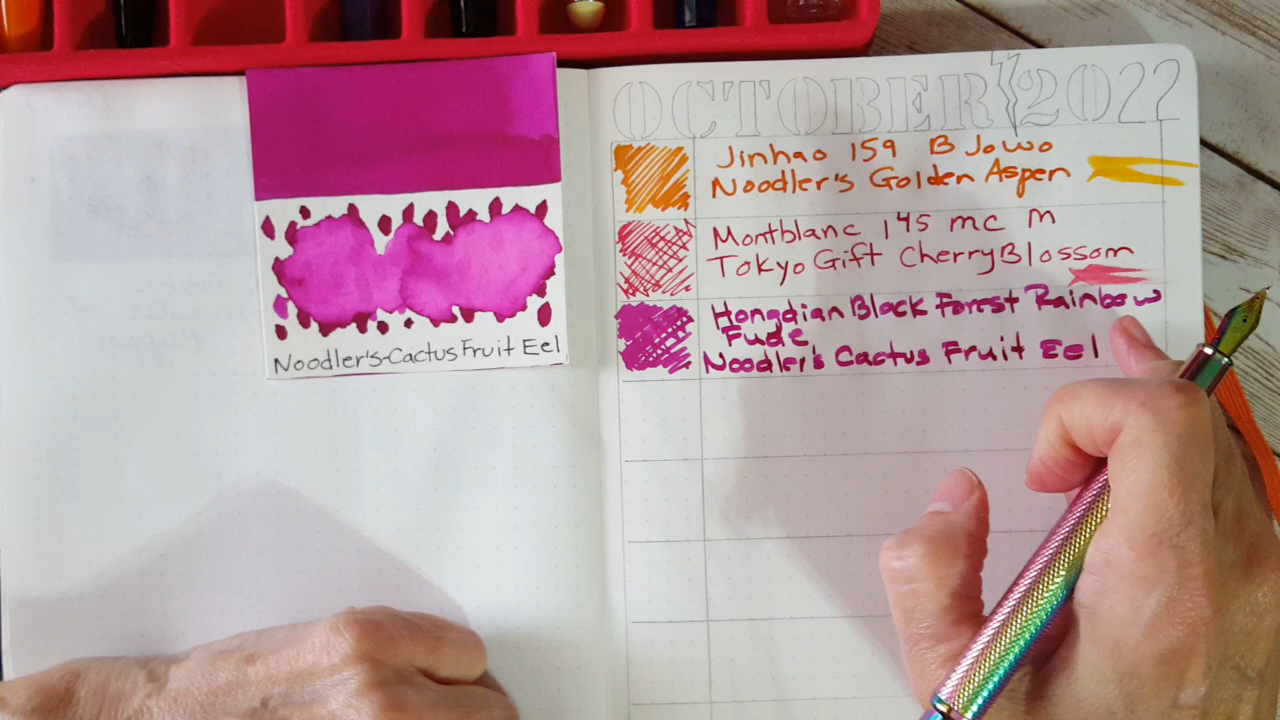 OCTOBER 2022
Jinhao 159 B Jowo
Noodler's Golden Aspen
Montblanc 145 mc M
Tokyo Gift Cherry Blossom
Hongdian Black Forest Rainbow
Fude
Noodler's Cactus Fruit Eel
Noodler's-Cactus Fruit Eel